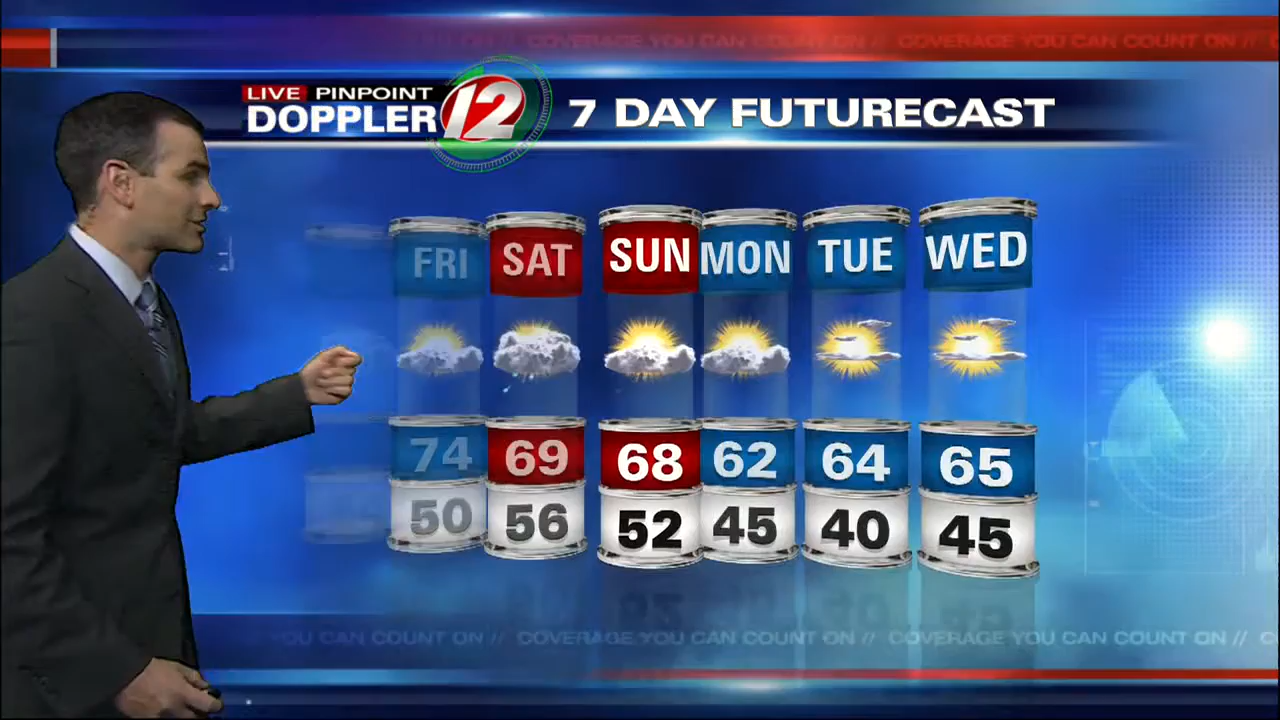 COVERAGE YOU CAN COUNT ON // COVERAGE YOU CAN COUNT ON //
LIVE PINPOINT
DOPPLER 12
7 DAY FUTURECAST
FRI SAT SUN MON TUE WED
74 69 68 62 64 65
50 56 52 45 40 45
YOU CAN COUNT ON // COVERAGE YOU CAN COUNT ON // COVERAGE YOU CAN COUNT ON //